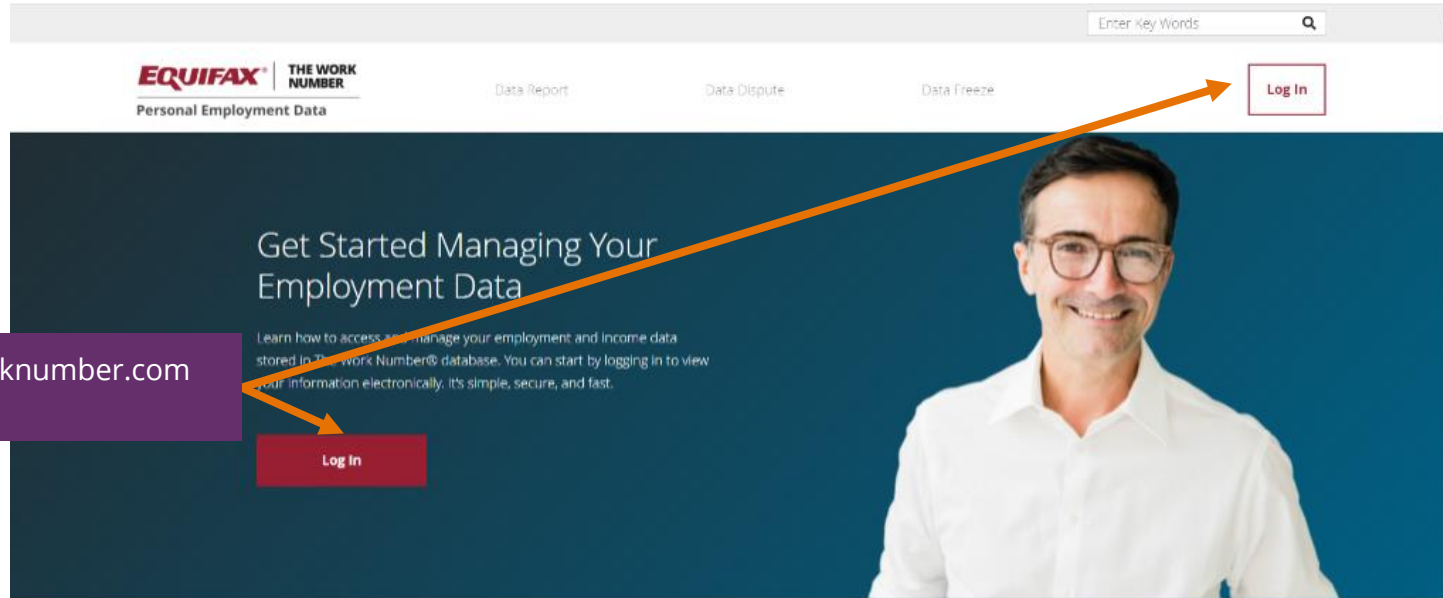 Enter Key Words
EQUIFAX® THE WORK NUMBER
Personal Employment Data
Data Report
Data Dispute
Data Freeze
Log In
Get Started Managing Your
Employment Data
Learn how to access and manage your employment and income data
stored in The Work Number® database. You can start by logging in to view
your information electronically. It's simple, secure, and fast.
knumber.com
Log In